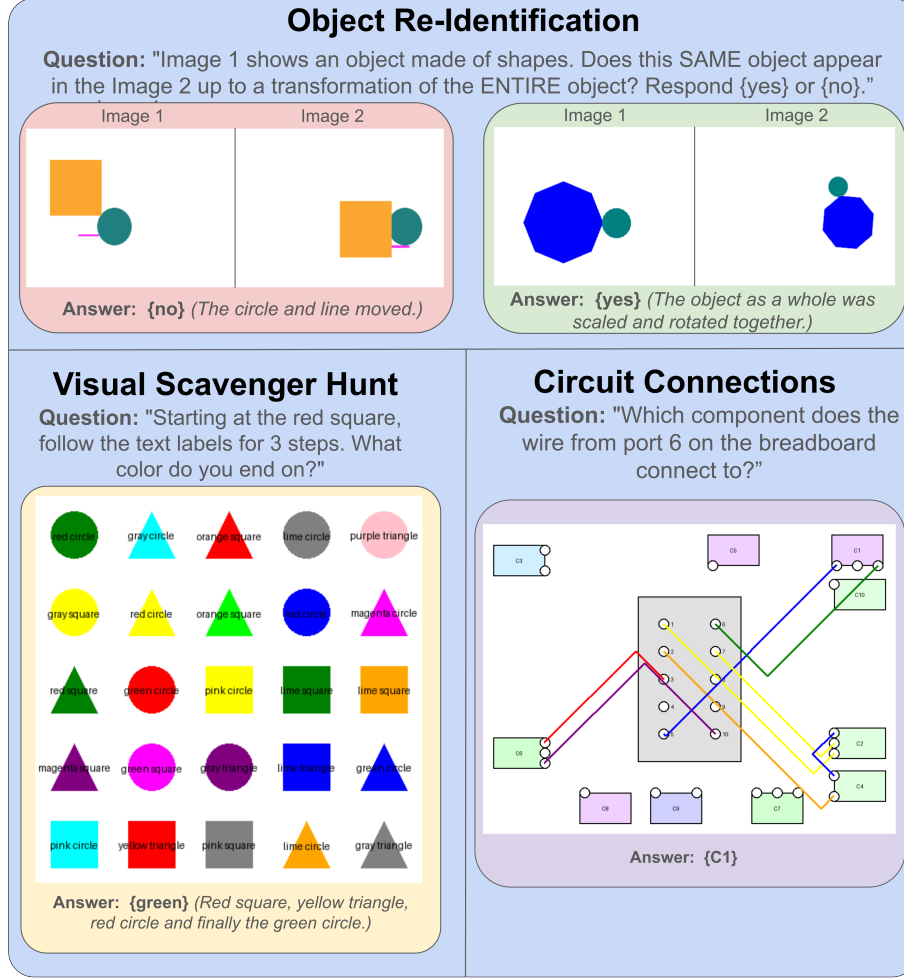 Object Re-Identification
Question: "Image 1 shows an object made of shapes. Does this SAME object appear
in the Image 2 up to a transformation of the ENTIRE object? Respond {yes} or {no}.”
Image 1
Image 2
Answer: {no} (The circle and line moved.)
Image 1
Image 2
Answer: {yes} (The object as a whole was
scaled and rotated together.)
Visual Scavenger Hunt
Question: "Starting at the red square,
follow the text labels for 3 steps. What
color do you end on?"
red circle
gray circle
orange square
lime circle
purple triangle
gray square
red circle
orange square
red circle
magenta circle
red square
green circle
pink circle
lime square
lime square
magenta square
green square
gray triangle
lime triangle
green circle
pink circle
yellow triangle
pink square
lime circle
gray triangle
Answer: {green} (Red square, yellow triangle,
red circle and finally the green circle.)
Circuit Connections
Question: "Which component does the
wire from port 6 on the breadboard
connect to?”
C3
C5
C1
C10
1
6
2
7
3
4
9
10
C2
C4
C8
C9
C7
Answer: {C1}